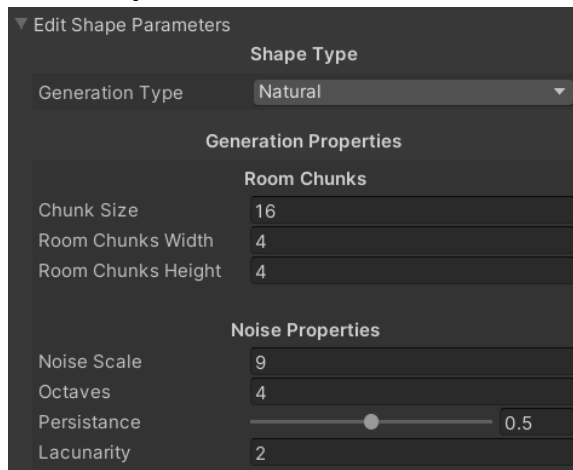 Edit Shape Parameters
Shape Type
Generation Type Natural
Generation Properties
Room Chunks
Chunk Size 16
Room Chunks Width 4
Room Chunks Height 4
Noise Properties
Noise Scale 9
Octaves 4
Persistance 0.5
Lacunarity 2